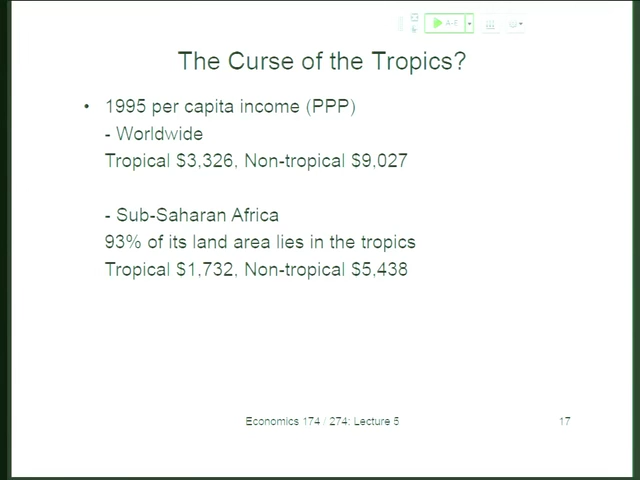 A-E
The Curse of the Tropics?
• 1995 per capita income (PPP)
- Worldwide
Tropical $3,326, Non-tropical $9,027
- Sub-Saharan Africa
93% of its land area lies in the tropics
Tropical $1,732, Non-tropical $5,438
Economics 174 / 274: Lecture 5
17